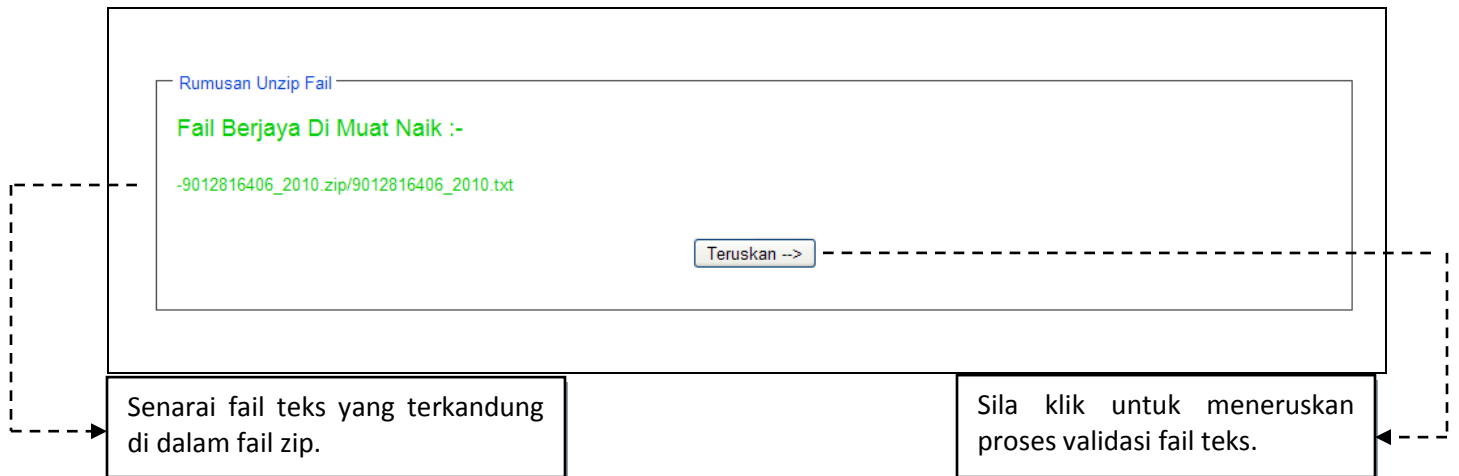 Rumusan Unzip Fail
Fail Berjaya Di Muat Naik :-
-9012816406_2010.zip/9012816406_2010.txt
Teruskan -->
Senarai fail teks yang terkandung
di dalam fail zip.
Sila klik untuk meneruskan
proses validasi fail teks.